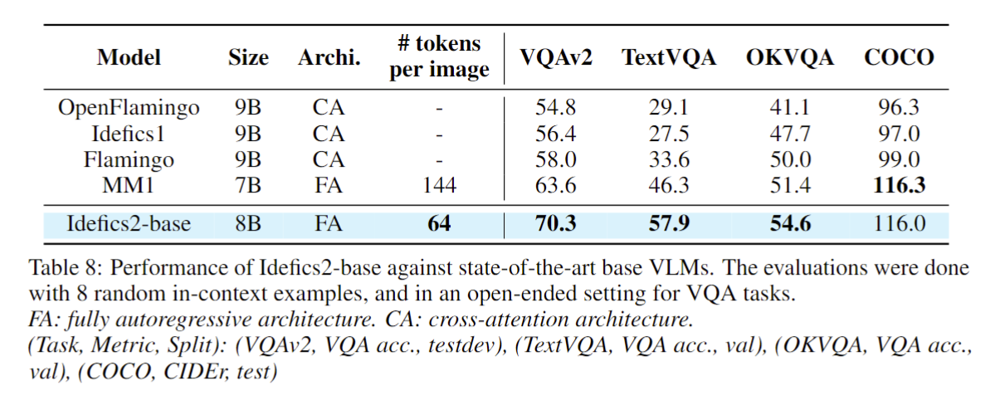 Model Size Archi. # tokens per image VQAv2 TextVQA OKVQA COCO
OpenFlamingo 9B CA - 54.8 29.1 41.1 96.3
Idefics1 9B CA - 56.4 27.5 47.7 97.0
Flamingo 9B CA - 58.0 33.6 50.0 99.0
MM1 7B FA 144 63.6 46.3 51.4 116.3
Idefics2-base 8B FA 64 70.3 57.9 54.6 116.0
Table 8: Performance of Idefics2-base against state-of-the-art base VLMs. The evaluations were done
with 8 random in-context examples, and in an open-ended setting for VQA tasks.
FA: fully autoregressive architecture. CA: cross-attention architecture.
(Task, Metric, Split): (VQAv2, VQA acc., testdev), (TextVQA, VQA acc., val), (OKVQA, VQA acc.,
val), (COCO, CIDEr, test)